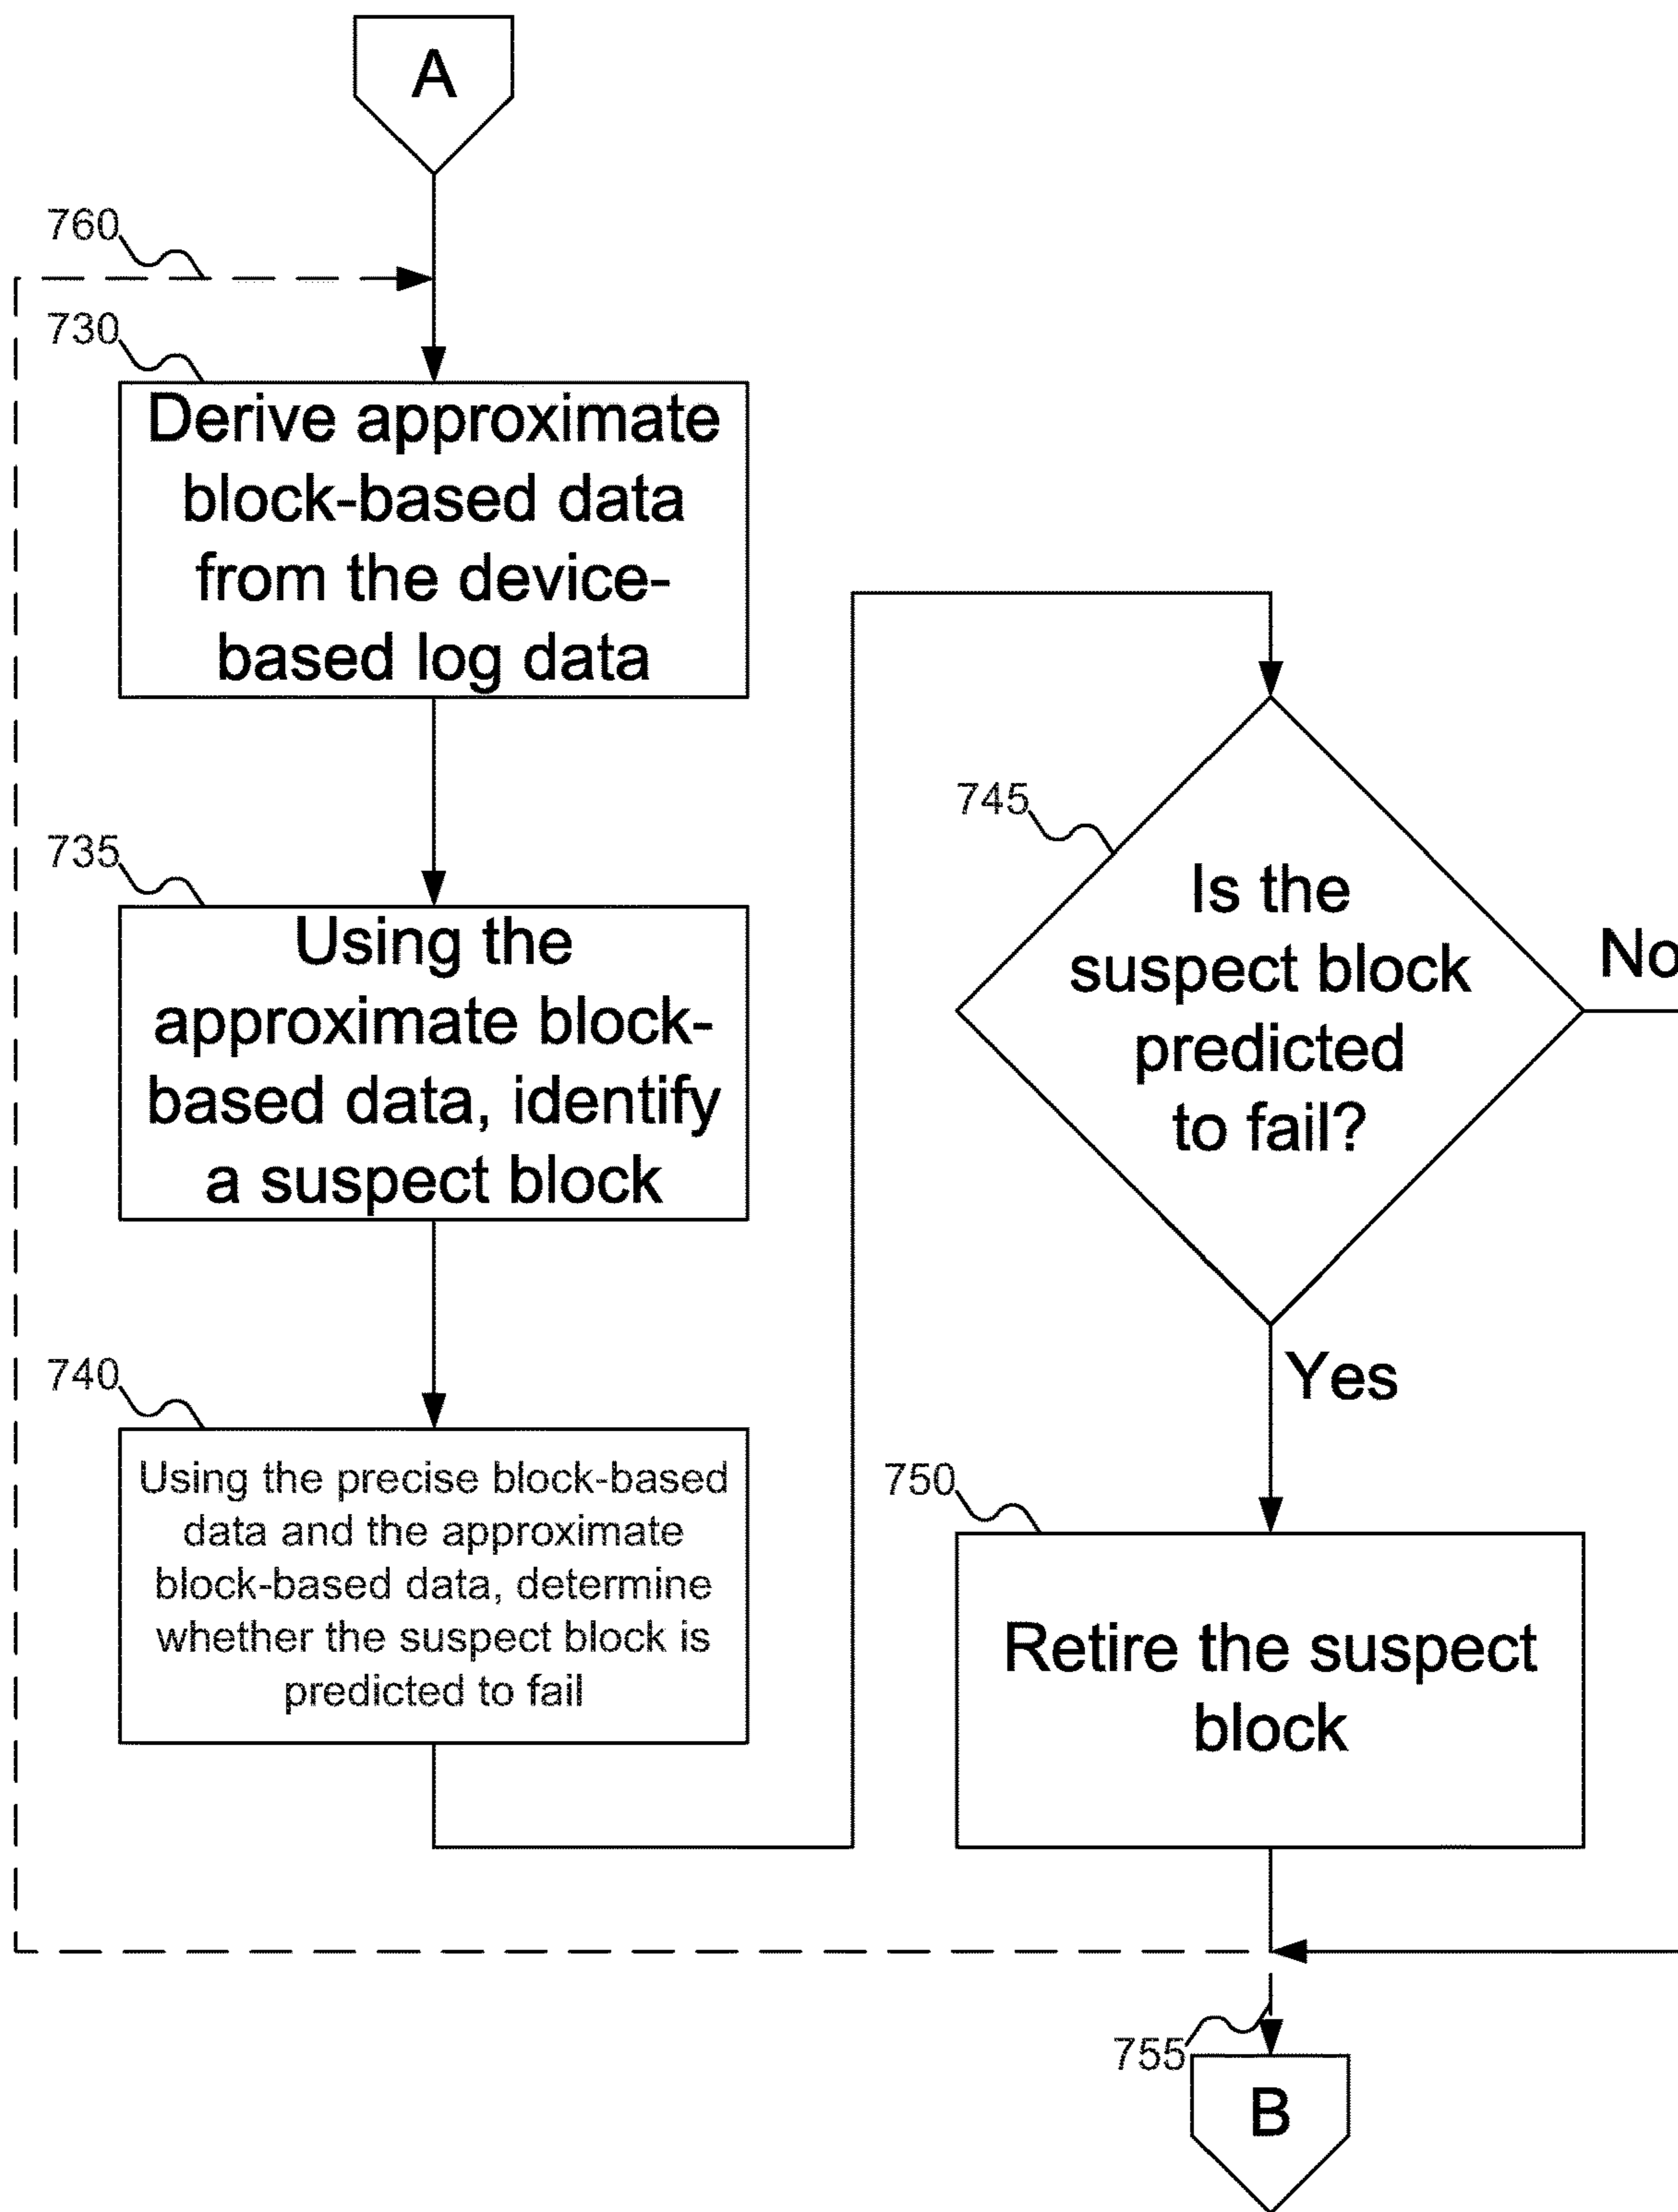 A
760
730
Derive approximate
block-based data
from the device-
based log data
735
Using the
approximate block-
based data, identify
a suspect block
740
Using the precise block-based
data and the approximate
block-based data, determine
whether the suspect block is
predicted to fail
745
Is the
suspect block
predicted
to fail?
No
Yes
750
Retire the suspect
block
755
B